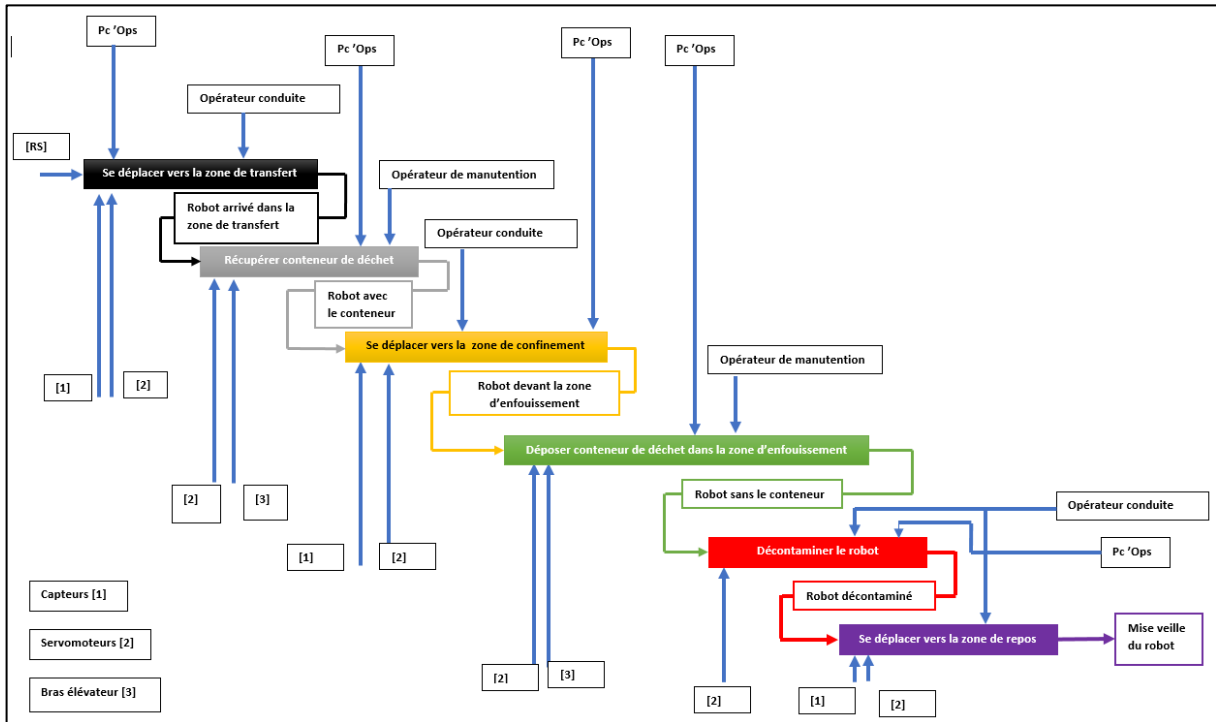 Pc 'Ops
Pc 'Ops
Pc 'Ops
Pc 'Ops
Opérateur conduite
[RS]
Se déplacer vers la zone de transfert
Opérateur de manutention
Robot arrivé dans la
zone de transfert
Opérateur conduite
Récupérer conteneur de déchet
Robot avec
le conteneur
Se déplacer vers la zone de confinement
Opérateur de manutention
[1]
[2]
Robot devant la zone
d'enfouissement
Déposer conteneur de déchet dans la zone d'enfouissement
[2]
[3]
Robot sans le conteneur
Opérateur conduite
[1]
[2]
Décontaminer le robot
Pc 'Ops
Capteurs [1]
Robot décontaminé
Servomoteurs [2]
Se déplacer vers la zone de repos
Mise veille
du robot
[2]
[3]
Bras élévateur [3]
[2]
[1]
[2]